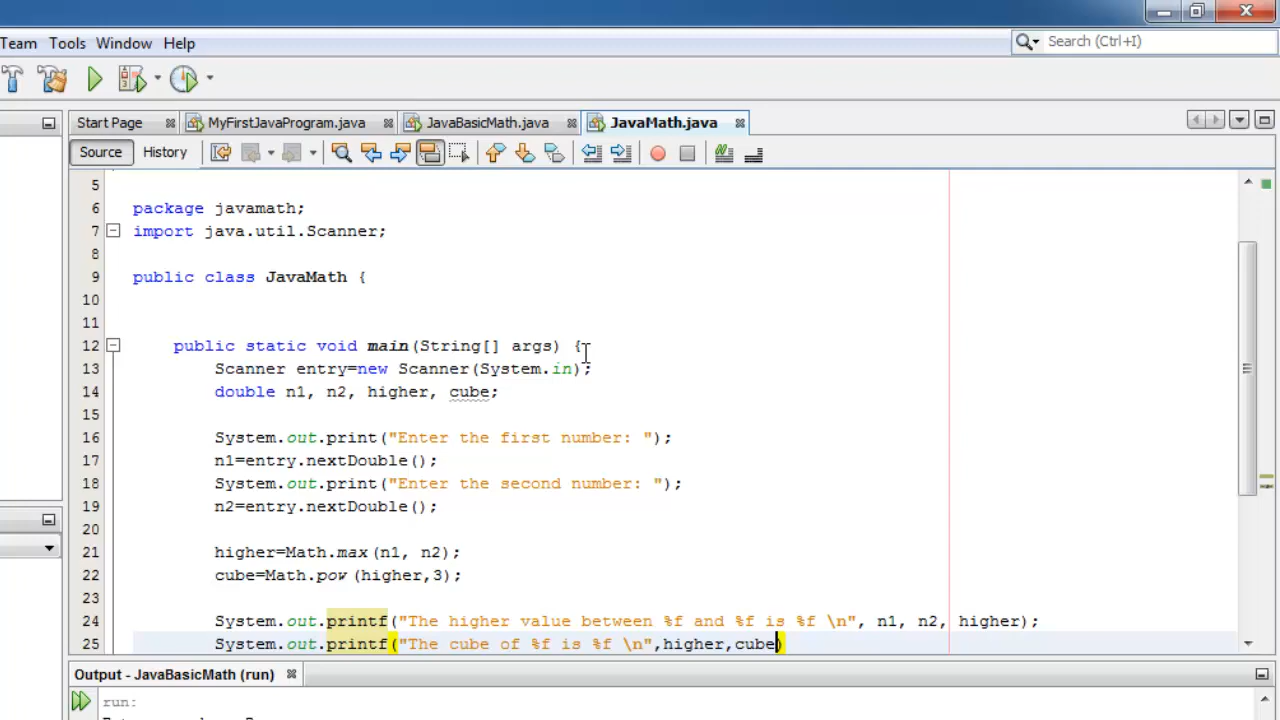 Team Tools Window Help
Search (Ctrl+I)
Start Page MyFirstJavaProgram.java JavaBasicMath.java JavaMath.java
Source History
5
6 package javamath;
7 import java.util.Scanner;
8
9 public class JavaMath {
10
11
12 public static void main(String[] args) {
13 Scanner entry=new Scanner(System.in);
14 double n1, n2, higher, cube;
15
16 System.out.print("Enter the first number: ");
17 n1=entry.nextDouble();
18 System.out.print("Enter the second number: ");
19 n2=entry.nextDouble();
20
21 higher=Math.max(n1, n2);
22 cube=Math.pow(higher,3);
23
24 System.out.printf("The higher value between %f and %f is %f \n", n1, n2, higher);
25 System.out.printf("The cube of %f is %f \n",higher,cube)
Output - JavaBasicMath (run)
run: